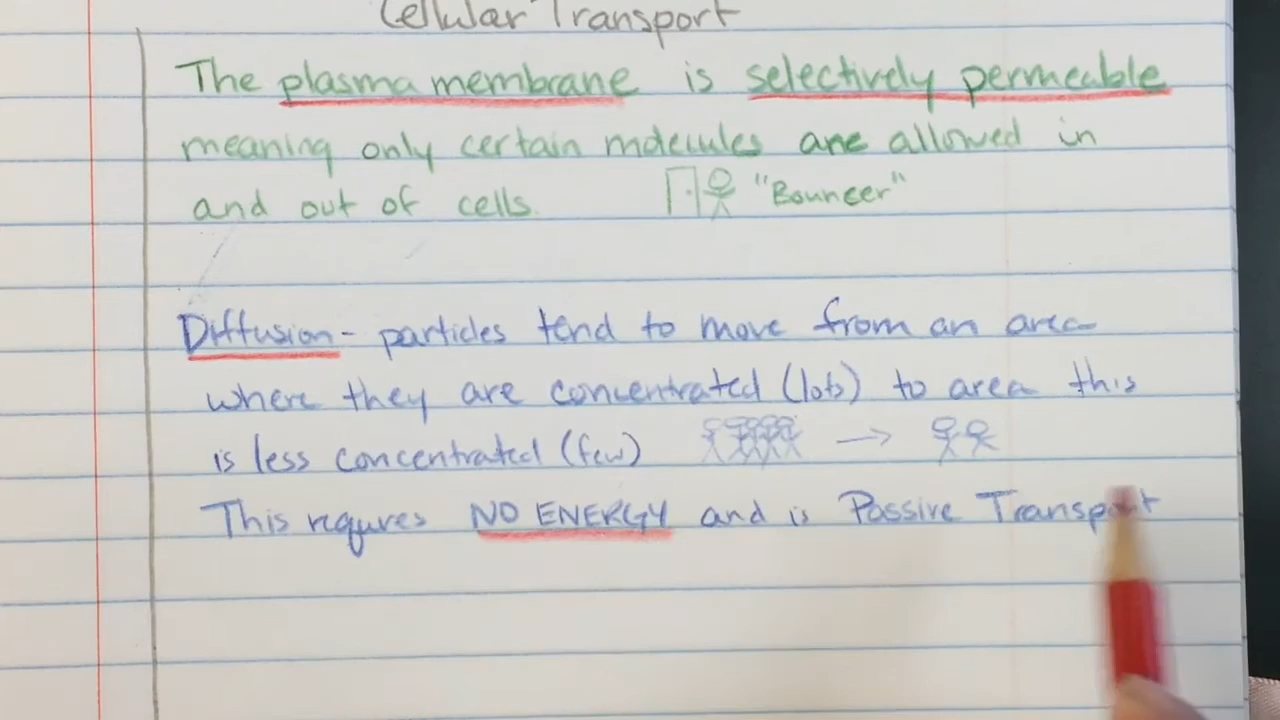 Cellular Transport
The plasma membrane is selectively permeable
meaning only certain molecules are allowed in
and out of cells. "Bouncer"
Diffusion - particles tend to move from an area
where they are concentrated (lots) to area this
is less concentrated (few) →
This requres NO ENERGY and is Passive Transport